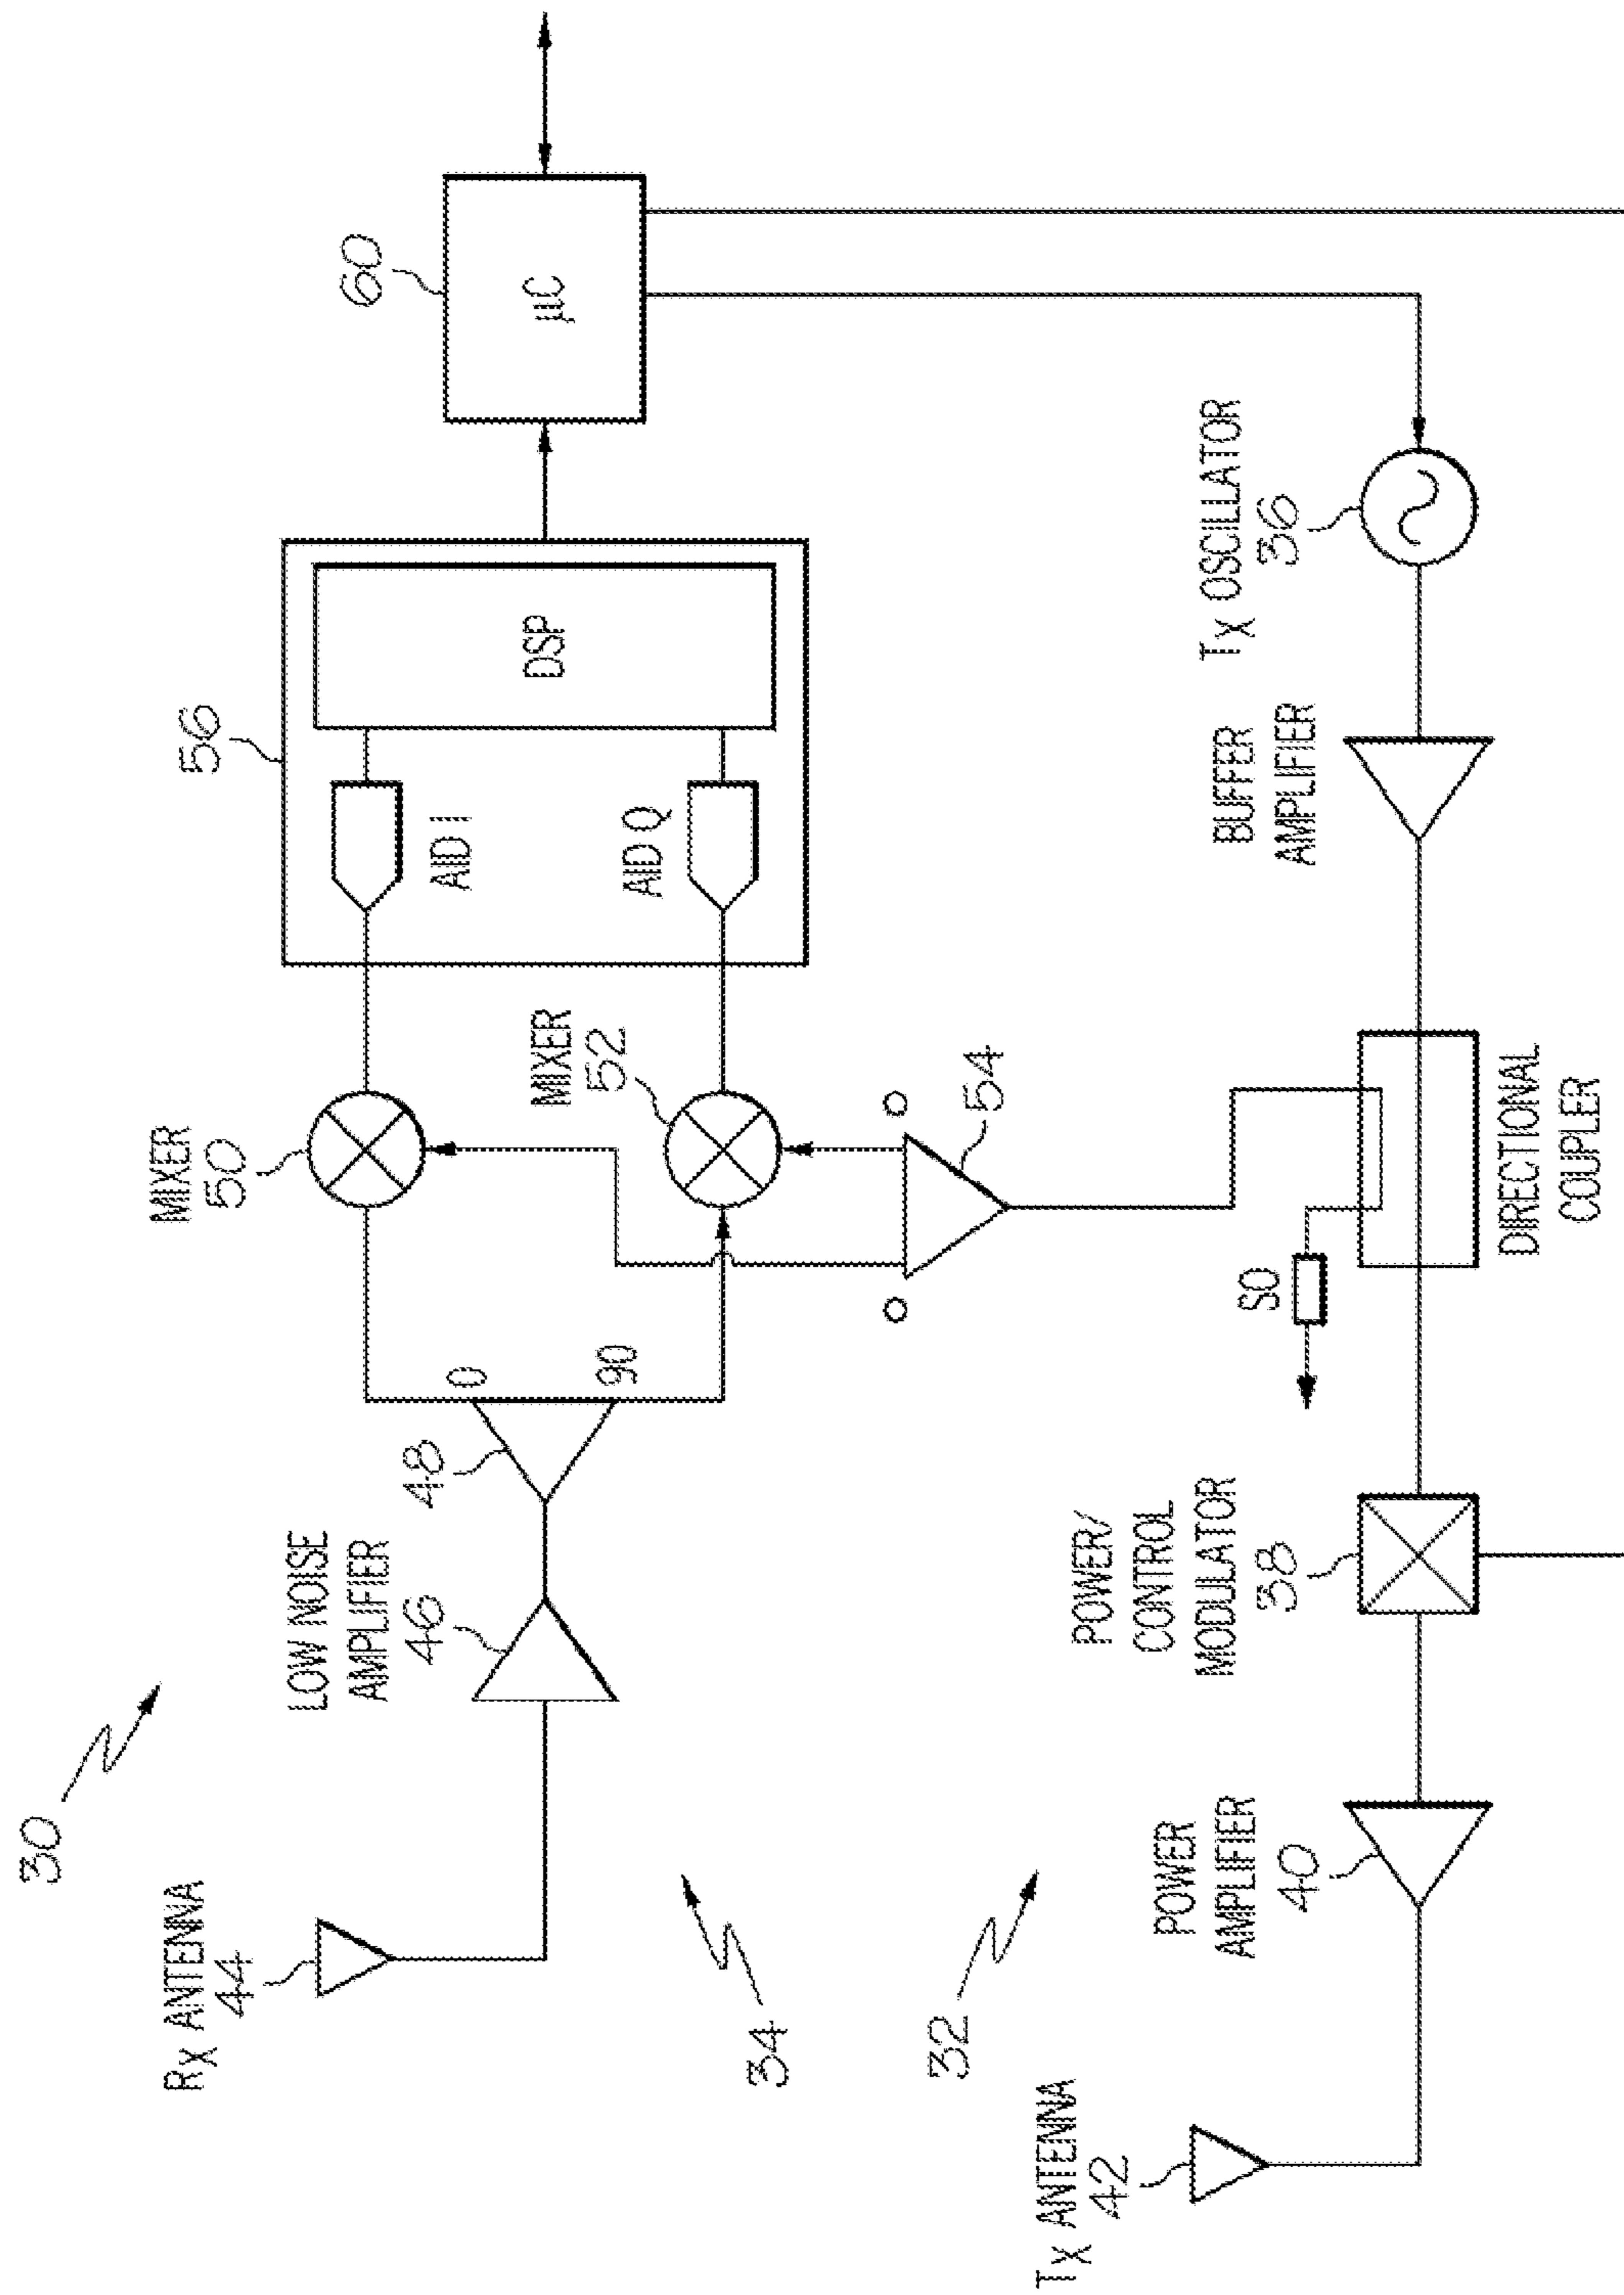 30
RX ANTENNA
44
LOW NOISE
AMPLIFIER
46
48
0
90
MIXER
50
MIXER
52
56
AID I
AID Q
DSP
60
µC
54
O
O
34
32
TX ANTENNA
42
POWER
AMPLIFIER
40
POWER/
CONTROL
MODULATOR
38
SO
DIRECTIONAL
COUPLER
BUFFER
AMPLIFIER
TX OSCILLATOR
36